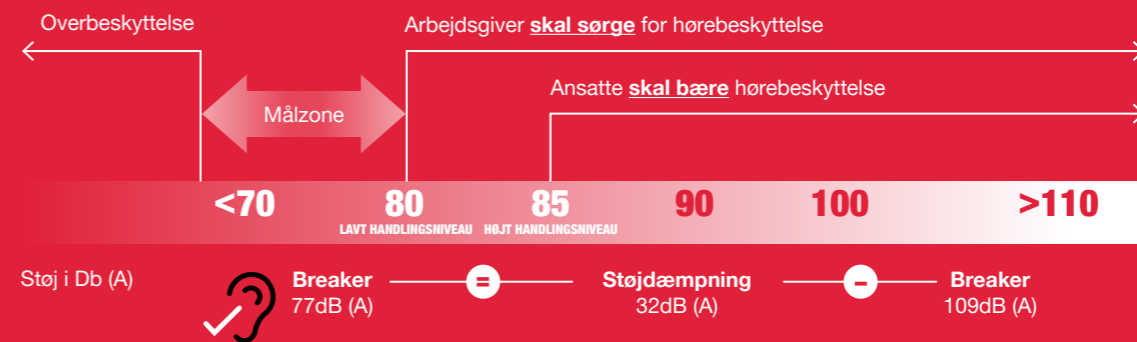 Overbeskyttelse
Arbejdsgiver skal sørge for hørebeskyttelse
Ansatte skal bære hørebeskyttelse
Målzone
<70 80 85 90 100 >110
LAVT HANDLINGSNIVEAU HØJT HANDLINGSNIVEAU
Støj i Db (A)
Breaker = Støjdæmpning – Breaker
77dB (A) 32dB (A) 109dB (A)